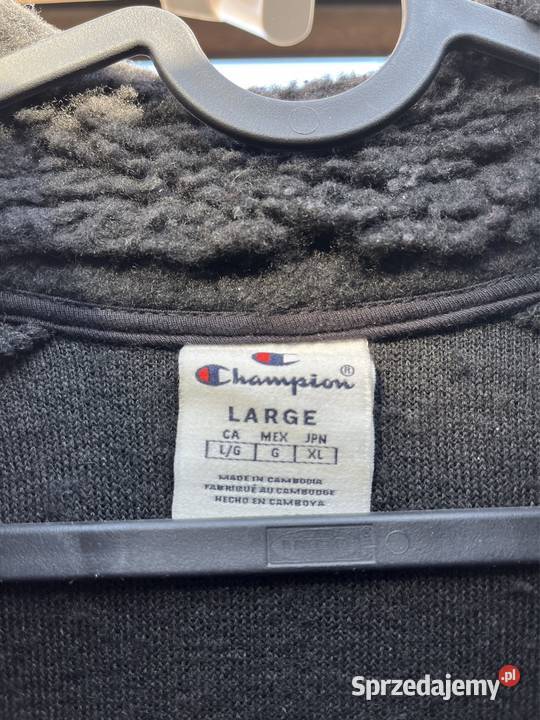 Champion®
LARGE
CA MEX JPN
L/G G XL
MADE IN CAMBODIA
FABRIQUÉ AU CAMBODGE
HECHO EN CAMBOYA
Sprzedajemy.pl